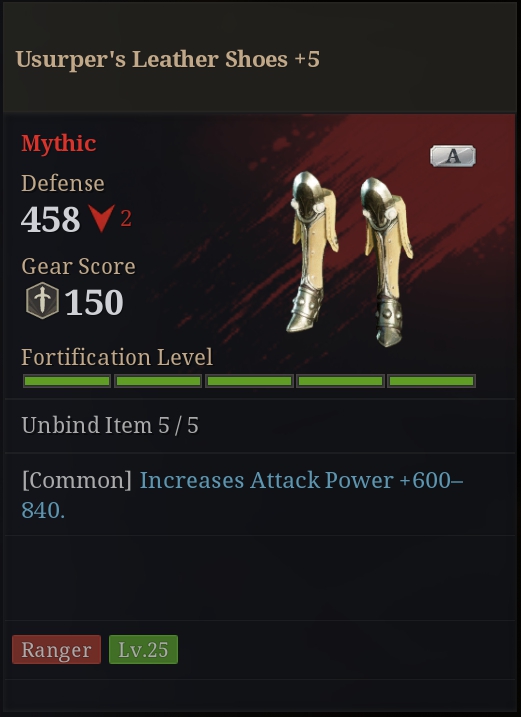 Usurper's Leather Shoes +5
Mythic
A
Defense
458 2
Gear Score
150
Fortification Level
Unbind Item 5 / 5
[Common] Increases Attack Power +600–
840.
Ranger Lv.25